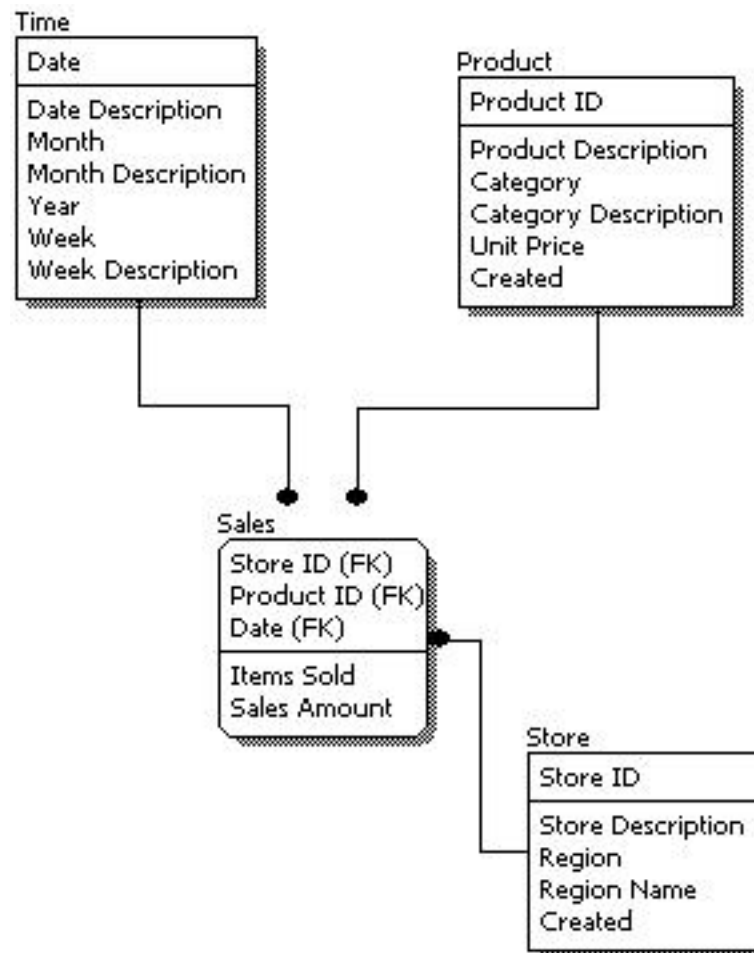 Time
Date
Date Description
Month
Month Description
Year
Week
Week Description
Product
Product ID
Product Description
Category
Category Description
Unit Price
Created
Sales
Store ID (FK)
Product ID (FK)
Date (FK)
Items Sold
Sales Amount
Store
Store ID
Store Description
Region
Region Name
Created